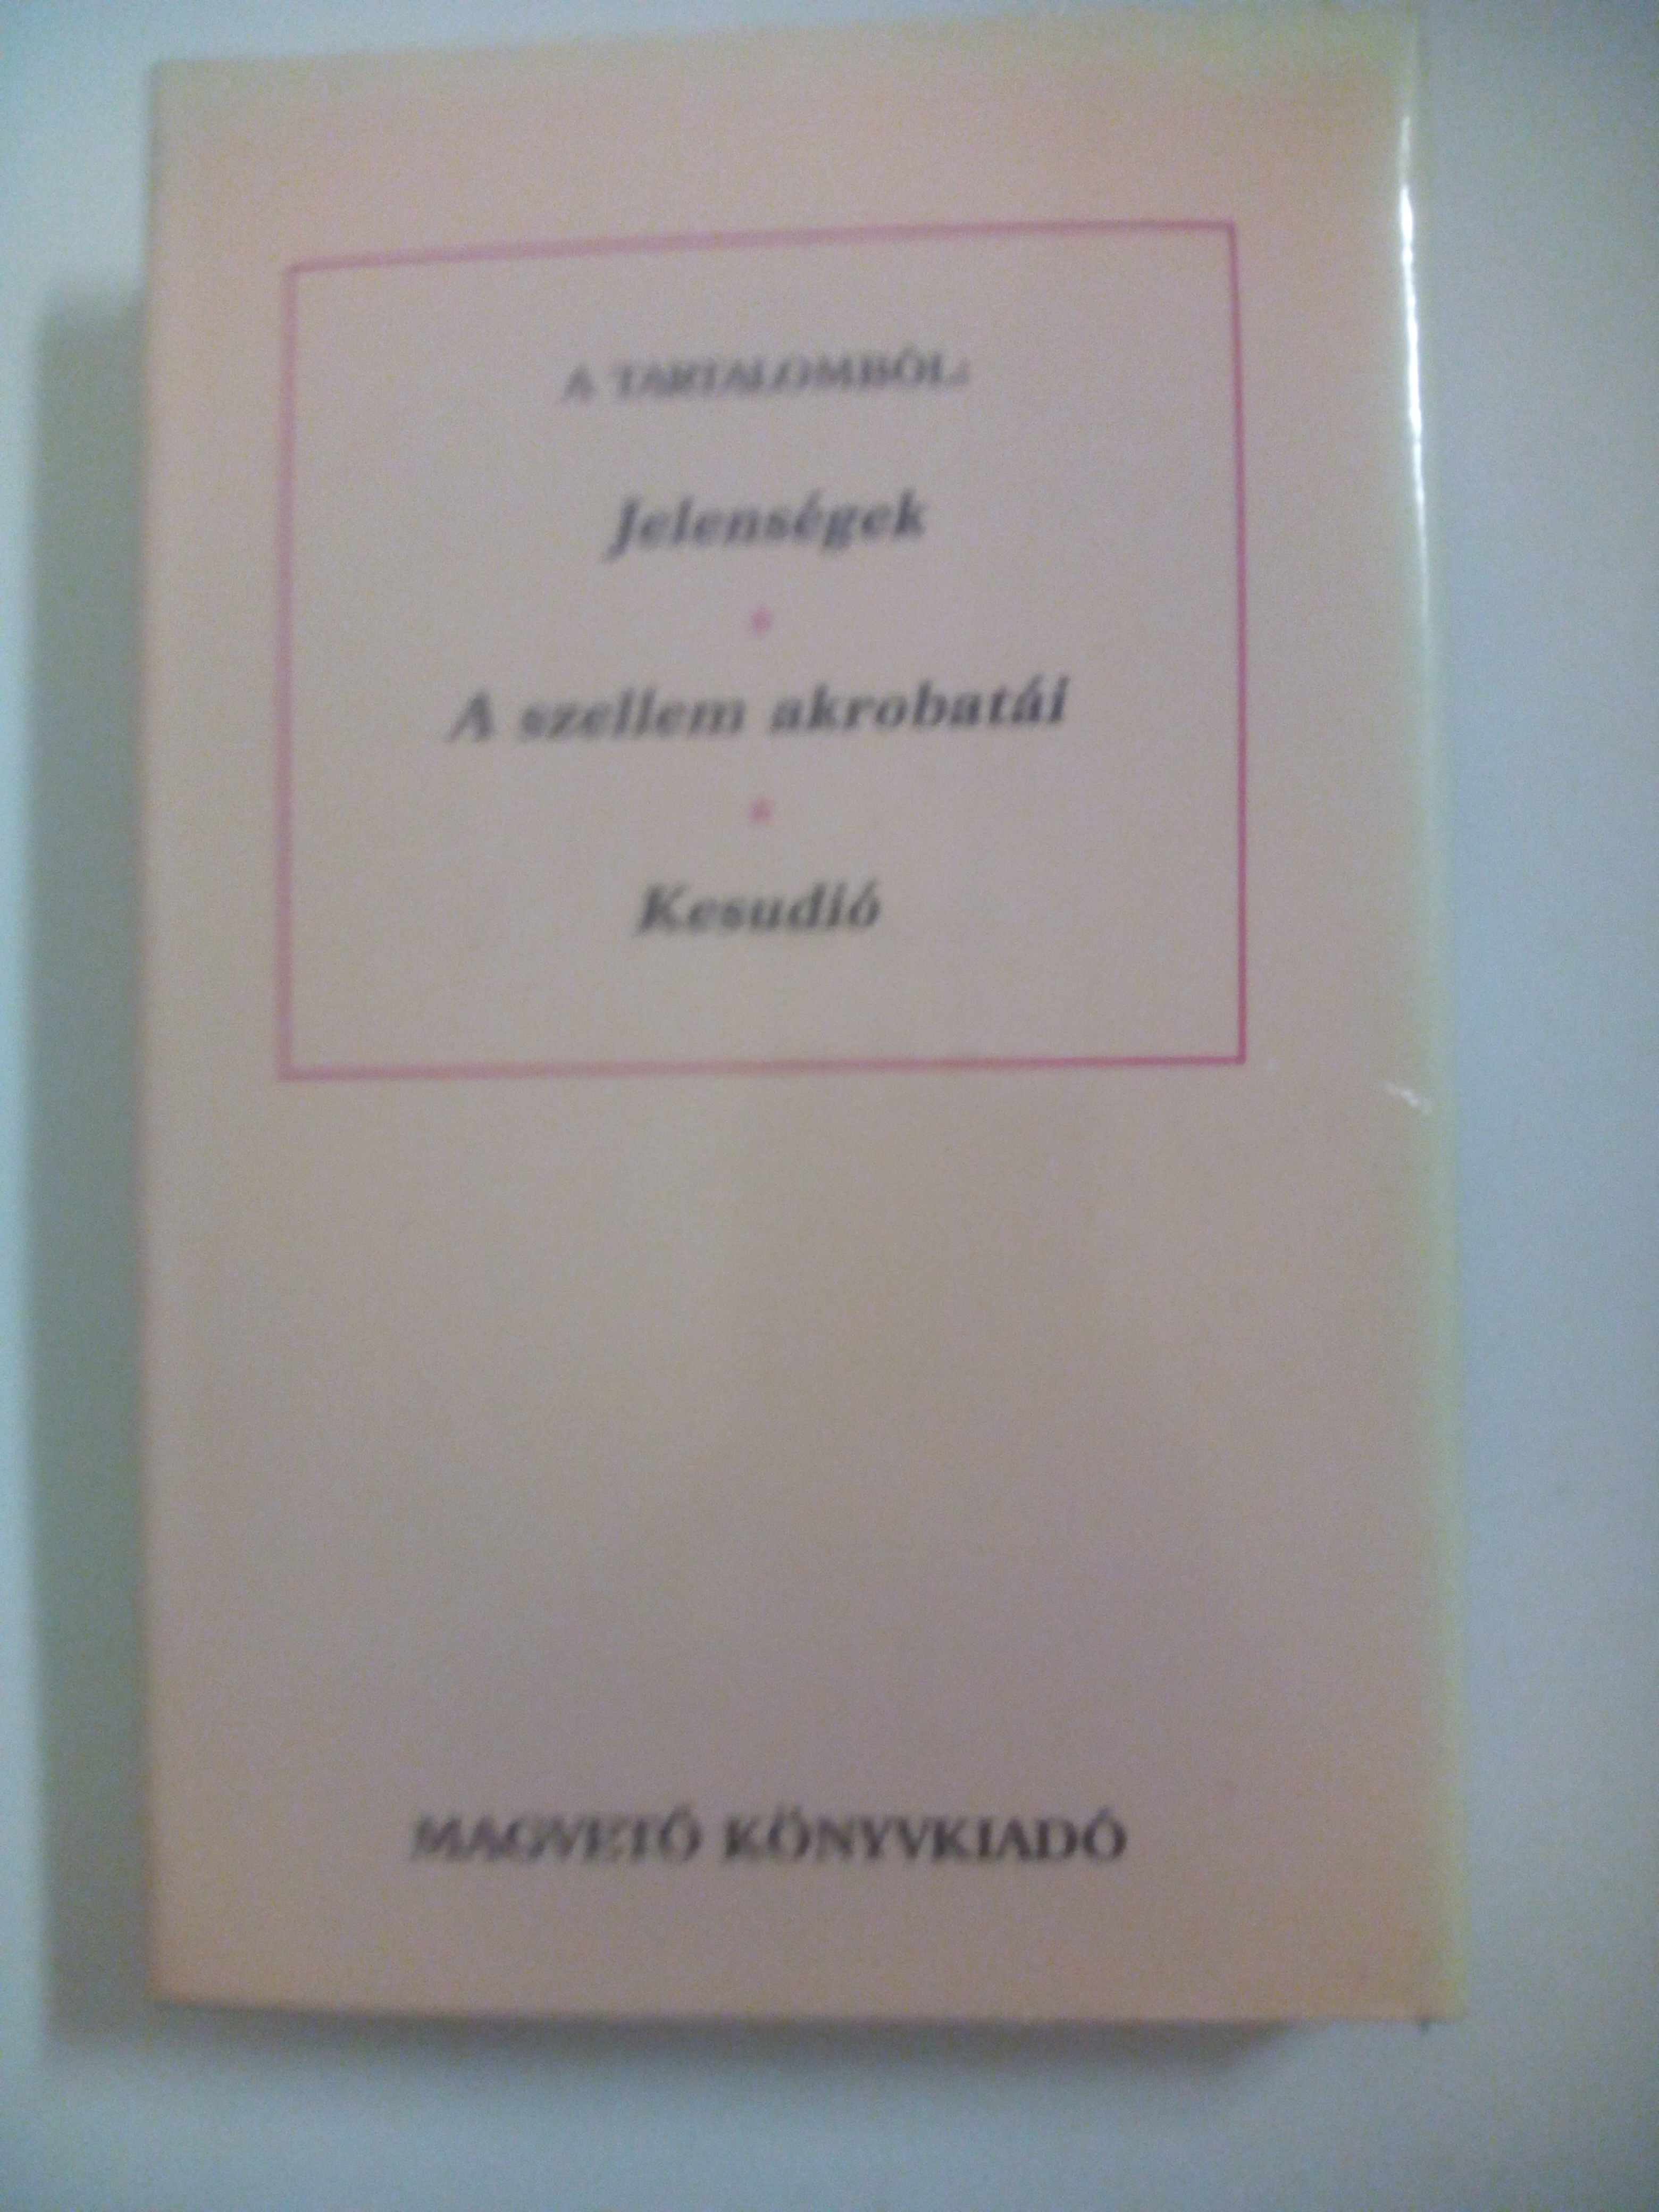 A TARTALOMBÓL:
Jelenségek
*
A szellem akrobatái
*
Kesudió
MAGVETŐ KÖNYVKIADÓ